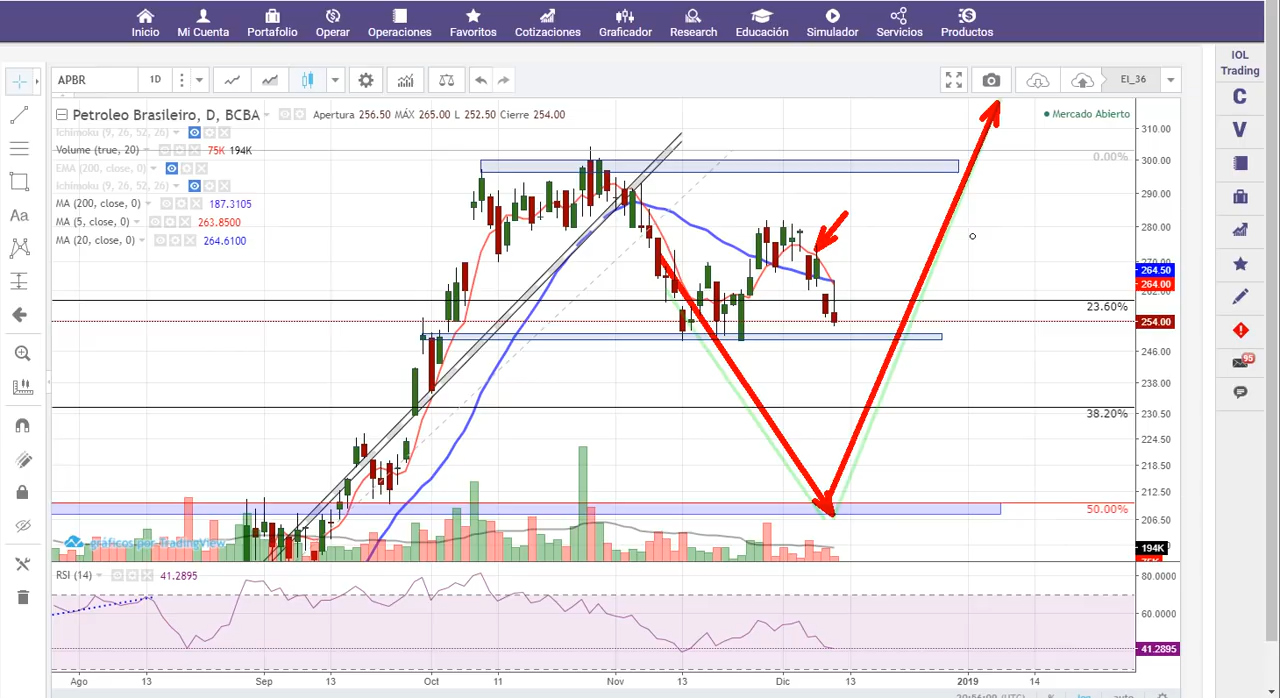 Inicio Mi Cuenta Portafolio Operar Operaciones Favoritos Cotizaciones Graficador Research Educación Simulador Servicios Productos
IOL
Trading
C
V
95
APBR 1D EI_36
Petroleo Brasileiro, D, BCBA Apertura 256.50 MÁX 265.00 L 252.50 Cierre 254.00
Mercado Abierto
Ichimoku (9, 26, 52, 26)
Volume (true, 20) 75K 194K
EMA (200, close, 0)
Ichimoku (9, 26, 52, 26)
MA (200, close, 0) 187.3105
MA (5, close, 0) 263.8500
MA (20, close, 0) 264.6100
Aa
310.00
0.00%
300.00
290.00
280.00
270.00
264.50
264.00
262.00
23.60%
254.00
246.00
238.00
38.20%
230.50
224.50
218.50
212.50
50.00%
206.50
gráficos por TradingView
194K
75K
RSI (14) 41.2895
80.0000
60.0000
41.2895
Ago 13 Sep 13 Oct 11 Nov 13 Dic 13 2019 14